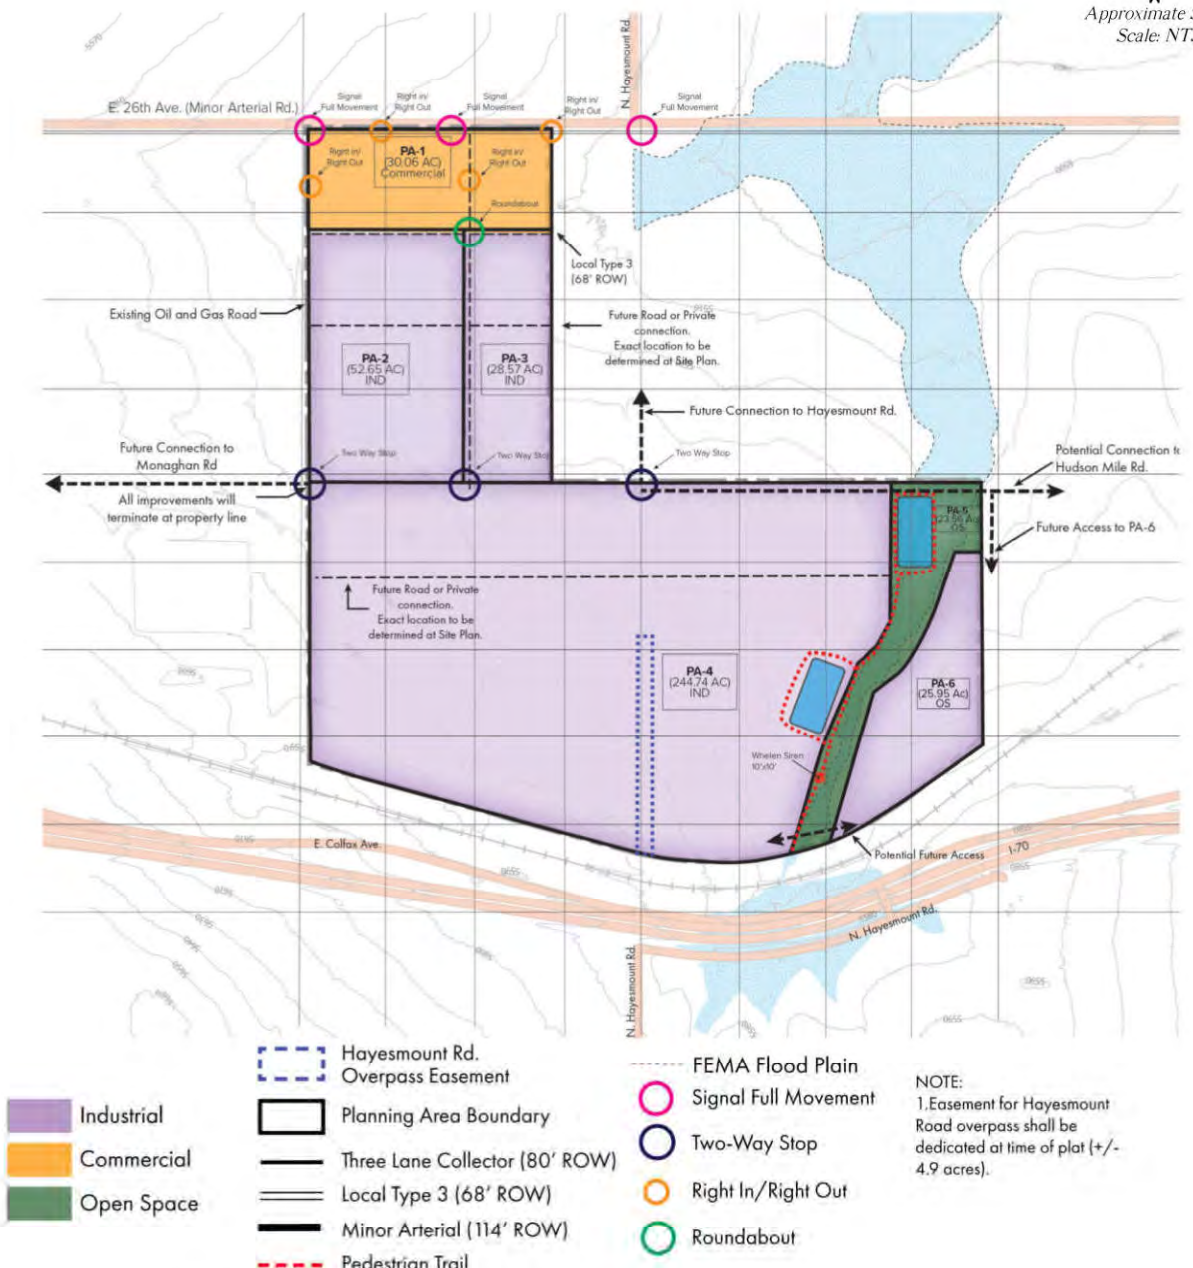 Approximate S
Scale: NTS
N. Hayesmount Rd.
E. 26th Ave. (Minor Arterial Rd.)
Signal
Full Movement
Right in/
Right Out
Signal
Full Movement
Right in/
Right Out
Signal
Full Movement
Right in/
Right Out
PA-1
(30.06 AC)
Commercial
Right in/
Right Out
Roundabout
Local Type 3
(68' ROW)
Existing Oil and Gas Road
Future Road or Private
connection.
Exact location to be
determined at Site Plan.
PA-2
(52.65 AC)
IND
PA-3
(28.57 AC)
IND
Future Connection to Hayesmount Rd.
Future Connection to
Monaghan Rd
Two Way Stop
Two Way Sto
Two Way Stop
Potential Connection to
Hudson Mile Rd.
All improvements will
terminate at property line
PA-5
(23.56 Ac)
OS
Future Access to PA-6
Future Road or Private
connection.
Exact location to be
determined at Site Plan.
PA-4
(244.74 AC)
IND
PA-6
(25.95 Ac)
OS
Whelen Siren
10'x10'
E. Colfax Ave.
Potential Future Access
I-70
N. Hayesmount Rd.
N. Hayesmount Rd.
Industrial
Commercial
Open Space
Hayesmount Rd.
Overpass Easement
Planning Area Boundary
Three Lane Collector (80' ROW)
Local Type 3 (68' ROW)
Minor Arterial (114' ROW)
Pedestrian Trail
FEMA Flood Plain
Signal Full Movement
Two-Way Stop
Right In/Right Out
Roundabout
NOTE:
1.Easement for Hayesmount
Road overpass shall be
dedicated at time of plat (+/-
4.9 acres).